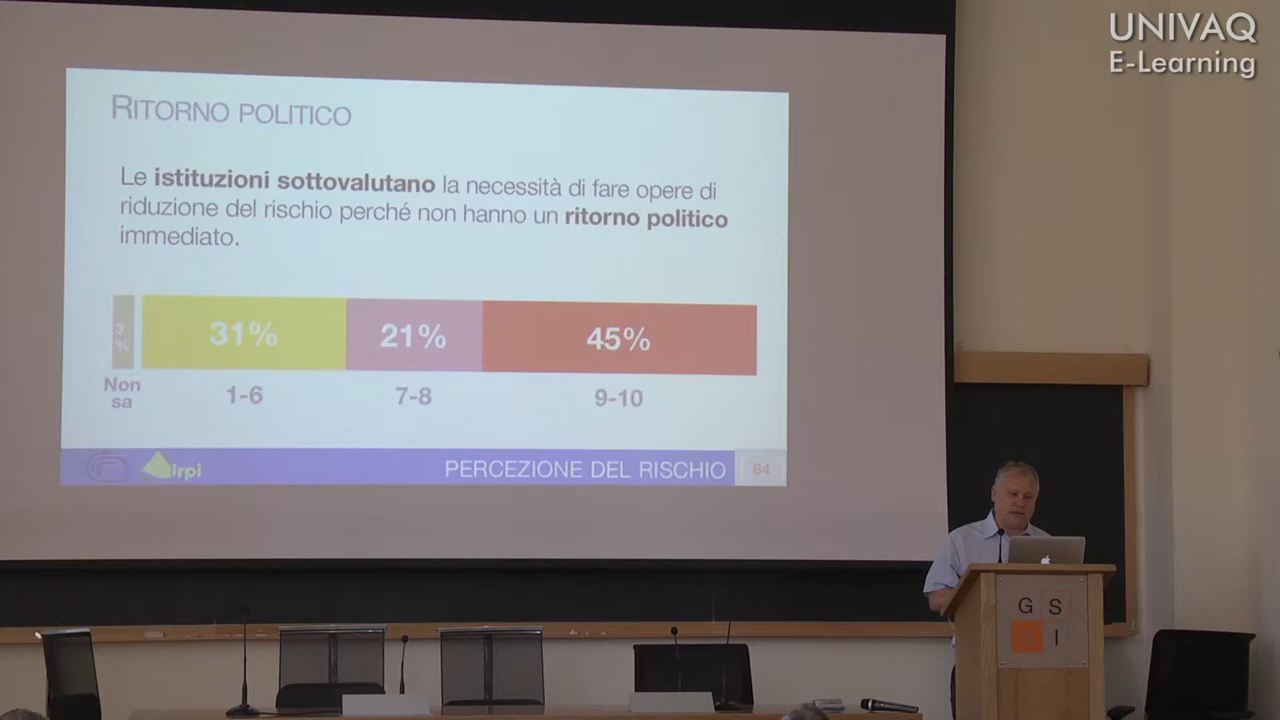 UNIVAQ
E-Learning
RITORNO POLITICO
Le istituzioni sottovalutano la necessità di fare opere di
riduzione del rischio perché non hanno un ritorno politico
immediato.
3
%
31%
21%
45%
Non
sa
1-6
7-8
9-10
irpi
PERCEZIONE DEL RISCHIO
64
G S
I